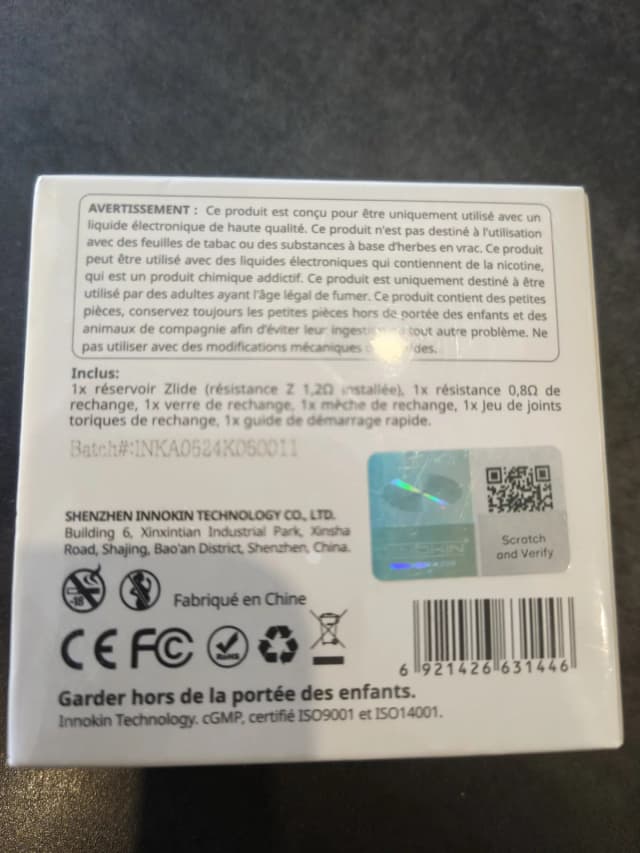 AVERTISSEMENT : Ce produit est conçu pour être uniquement utilisé avec un
liquide électronique de haute qualité. Ce produit n'est pas destiné à l'utilisation
avec des feuilles de tabac ou des substances à base d'herbes en vrac. Ce produit
peut être utilisé avec des liquides électroniques qui contiennent de la nicotine,
qui est un produit chimique addictif. Ce produit est uniquement destiné à être
utilisé par des adultes ayant l'âge légal de fumer. Ce produit contient des petites
pièces, conservez toujours les petites pièces hors de portée des enfants et des
animaux de compagnie afin d'éviter leur tout autre problème. Ne
pas utiliser avec des modifications mécaniques
Inclus:
1x réservoir Zlide (résistance Z 1,2Ω installée), 1x résistance 0,8Ω de
rechange, 1x verre de rechange, 1x mèche de rechange, 1x Jeu de joints
toriques de rechange, 1x guide de démarrage rapide.
Batch#:INKA0524K050011
SHENZHEN INNOKIN TECHNOLOGY CO., LTD.
Building 6, Xinxintian Industrial Park, Xinsha
Road, Shajing, Bao'an District, Shenzhen, China.
INNOKIN
Scratch
and Verify
-18
Fabriqué en Chine
CE FC RoHS
6 921426 631446
Garder hors de la portée des enfants.
Innokin Technology. cGMP, certifié ISO9001 et ISO14001.